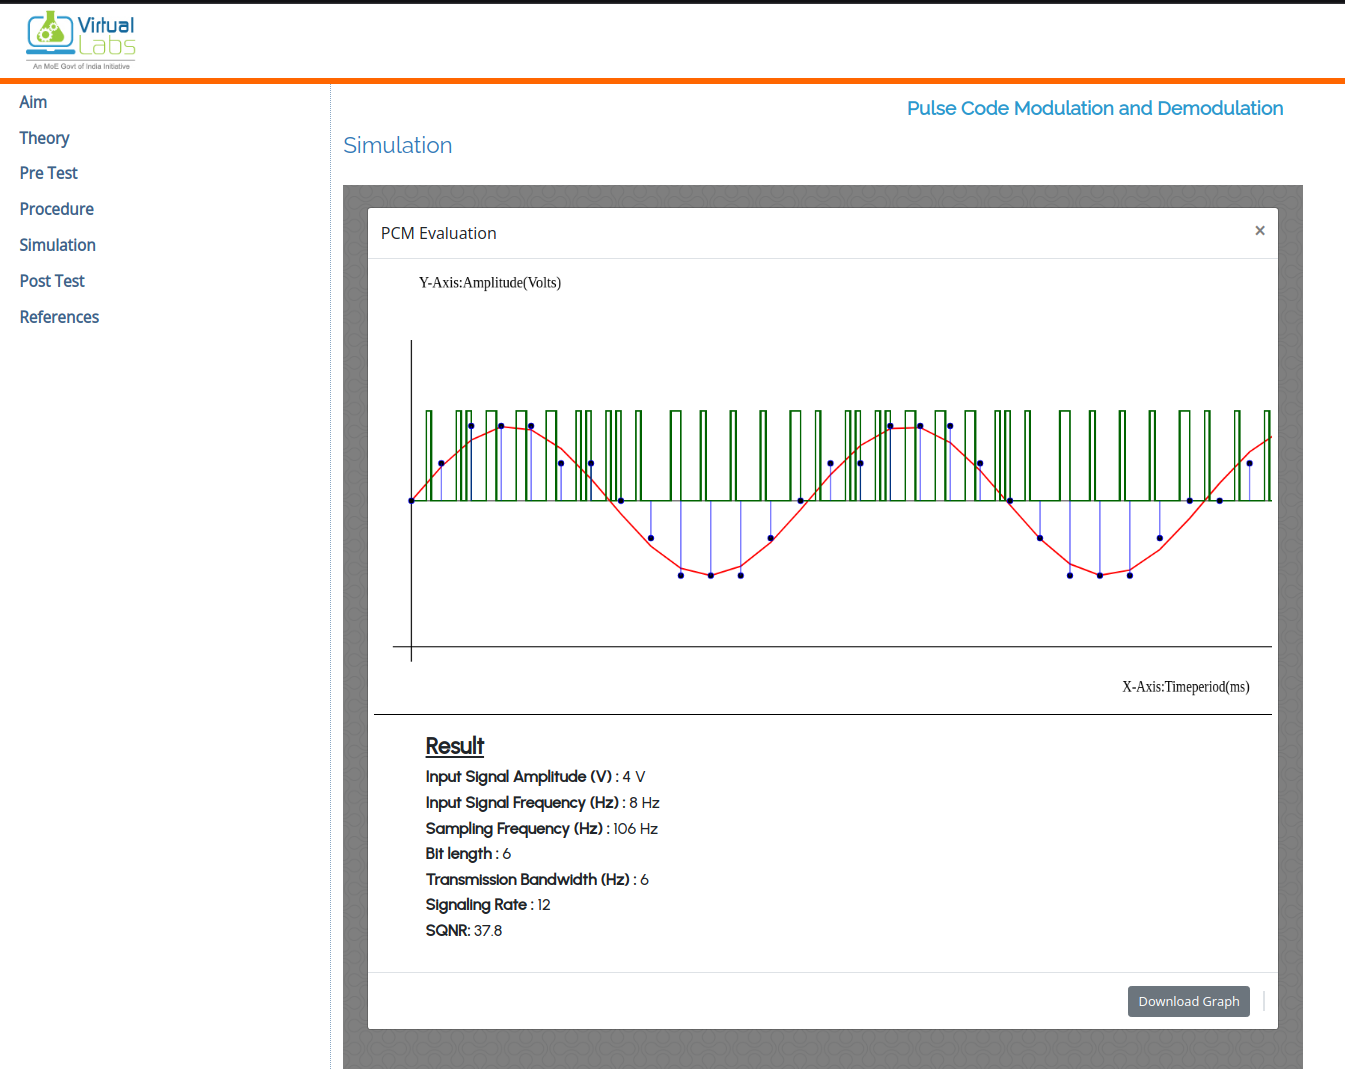 Virtual
Labs
An MoE Govt of India Initiative
Aim
Theory
Pre Test
Procedure
Simulation
Post Test
References
Pulse Code Modulation and Demodulation
Simulation
PCM Evaluation
×
Y-Axis:Amplitude(Volts)
X-Axis:Timeperiod(ms)
Result
Input Signal Amplitude (V) : 4 V
Input Signal Frequency (Hz) : 8 Hz
Sampling Frequency (Hz) : 106 Hz
Bit length : 6
Transmission Bandwidth (Hz) : 6
Signaling Rate : 12
SQNR: 37.8
Download Graph